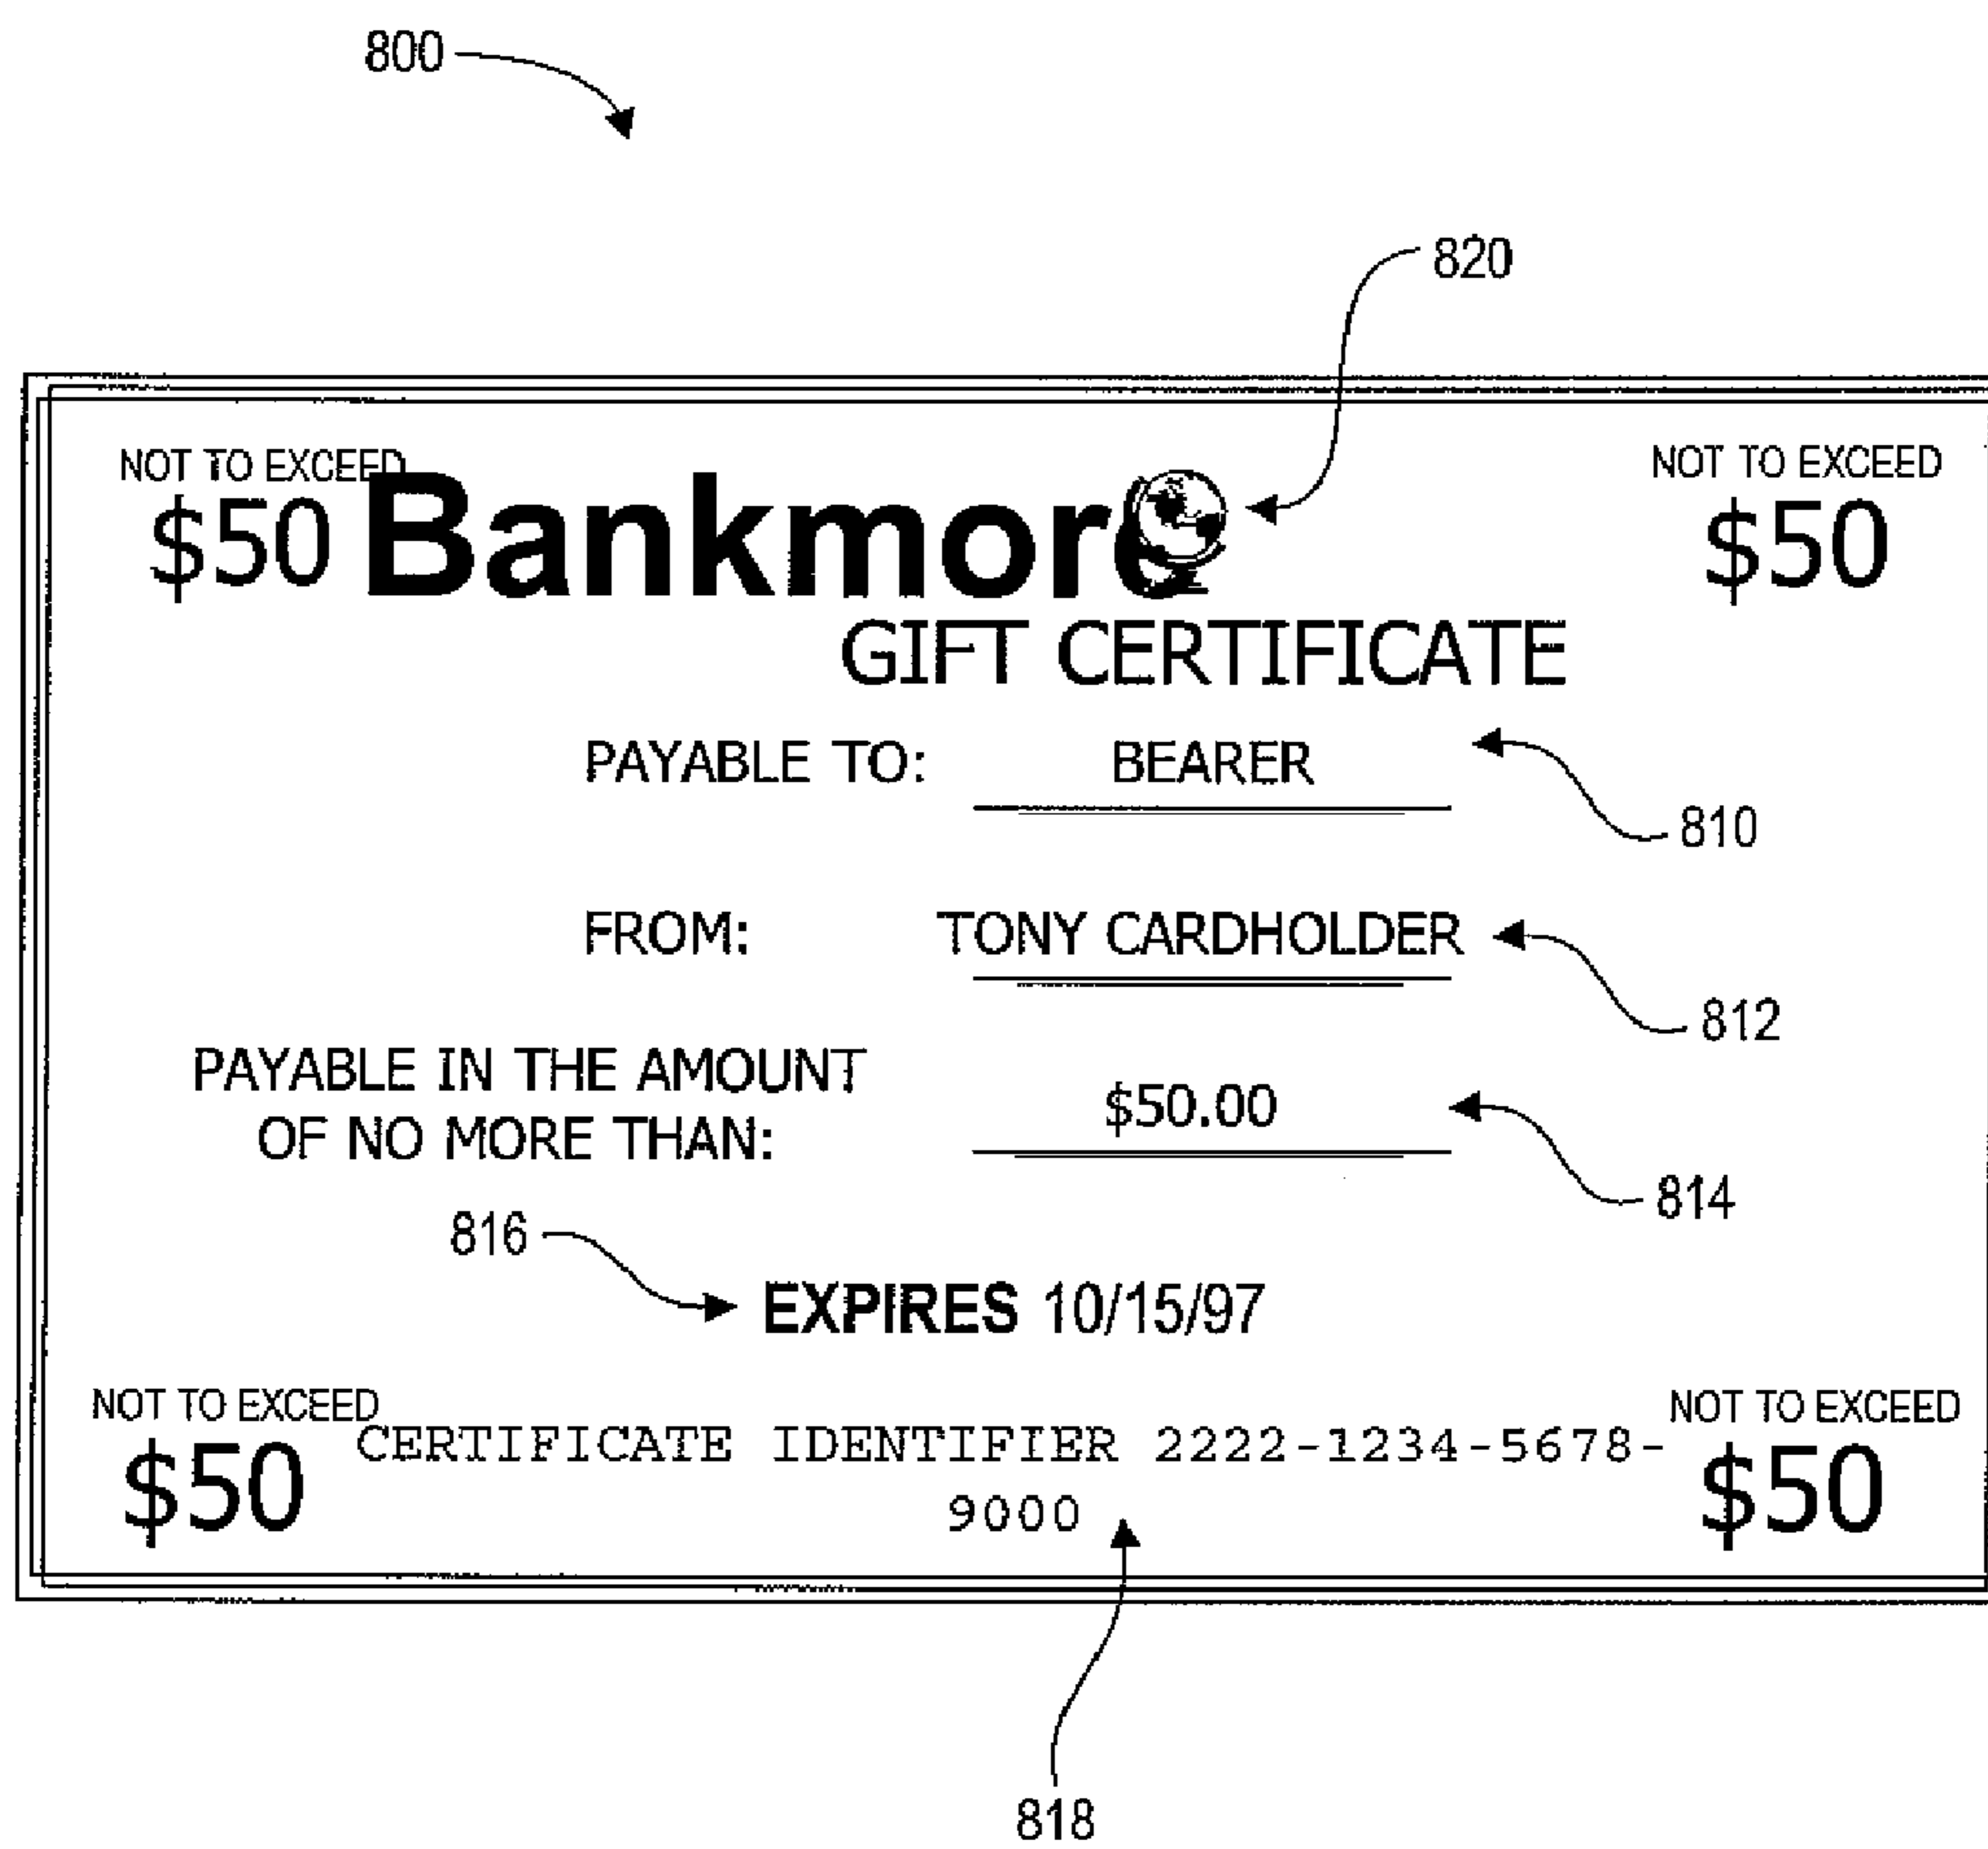 800
820
NOT TO EXCEED
$50
Bankmore
NOT TO EXCEED
$50
GIFT CERTIFICATE
PAYABLE TO: BEARER
810
FROM: TONY CARDHOLDER
812
PAYABLE IN THE AMOUNT
OF NO MORE THAN:
$50.00
814
816
EXPIRES 10/15/97
NOT TO EXCEED
$50
CERTIFICATE IDENTIFIER 2222-1234-5678-
9000
NOT TO EXCEED
$50
818